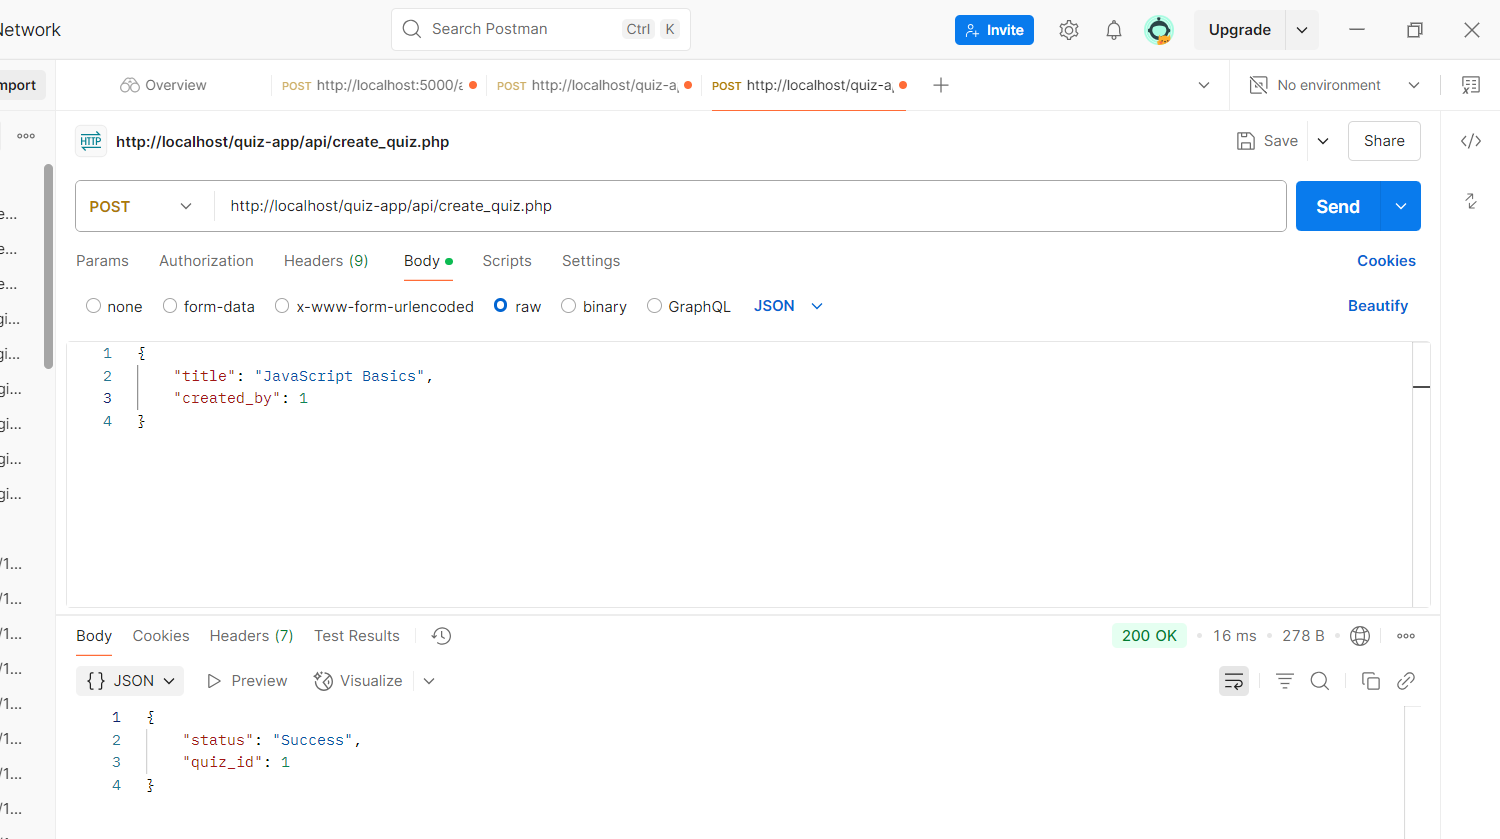 Network
Search Postman
Ctrl K
Invite
Upgrade
mport
Overview
POST http://localhost:5000/a
POST http://localhost/quiz-a
POST http://localhost/quiz-a
No environment
HTTP http://localhost/quiz-app/api/create_quiz.php
Save
Share
POST
http://localhost/quiz-app/api/create_quiz.php
Send
Params
Authorization
Headers (9)
Body
Scripts
Settings
Cookies
none
form-data
x-www-form-urlencoded
raw
binary
GraphQL
JSON
Beautify
1 {
2 "title": "JavaScript Basics",
3 "created_by": 1
4 }
e...
e...
e...
gi...
gi...
gi...
gi...
gi...
gi...
/1...
/1...
/1...
/1...
/1...
/1...
/1...
/1...
Body
Cookies
Headers (7)
Test Results
200 OK
16 ms
278 B
{} JSON
Preview
Visualize
1 {
2 "status": "Success",
3 "quiz_id": 1
4 }